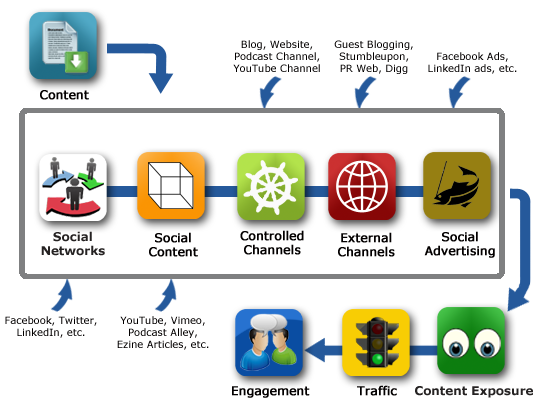 Document
Content
Blog, Website,
Podcast Channel,
YouTube Channel
Guest Blogging,
Stumbleupon,
PR Web, Digg
Facebook Ads,
LinkedIn ads, etc.
Social
Networks
Social
Content
Controlled
Channels
External
Channels
Social
Advertising
Facebook, Twitter,
LinkedIn, etc.
YouTube, Vimeo,
Podcast Alley,
Ezine Articles, etc.
Engagement
Traffic
Content Exposure